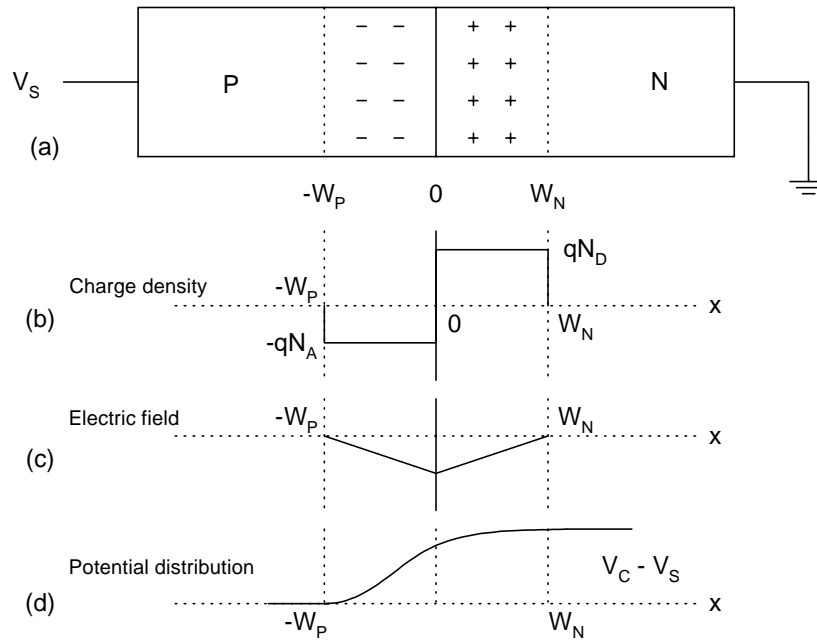 − − + +
V_S P − − + + N
− − + +
(a) − − + +
-W_P 0 W_N
qN_D
Charge density -W_P x
(b) 0 W_N
-qN_A
Electric field -W_P W_N x
(c)
Potential distribution V_C - V_S
(d) -W_P W_N x